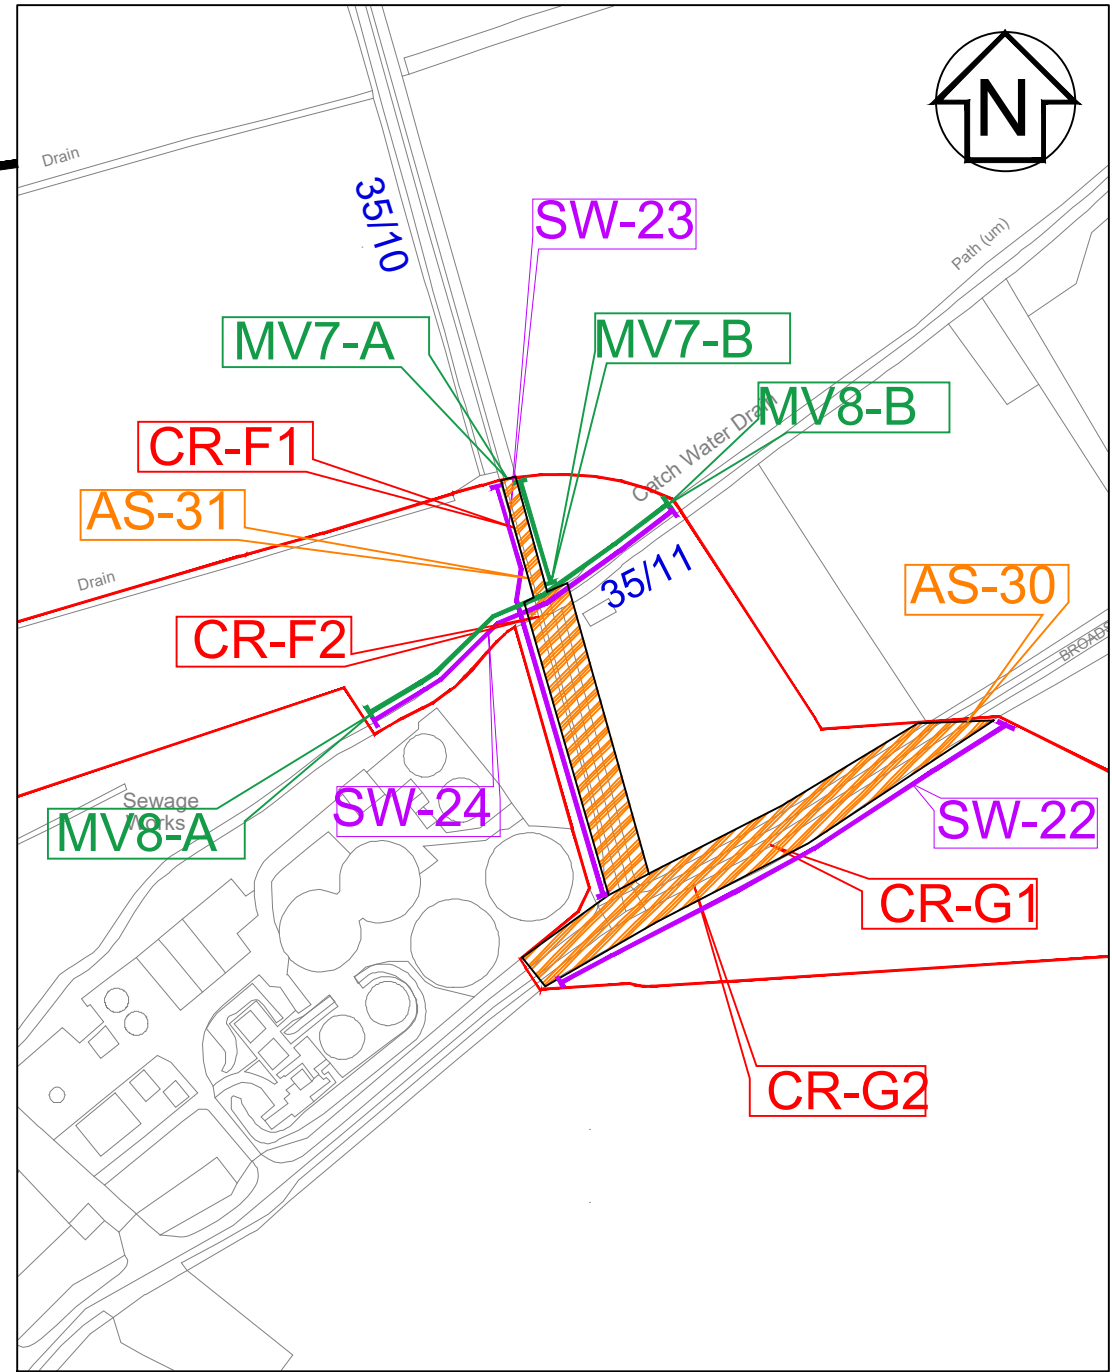 N
Drain
35/10
SW-23
Path (um)
MV7-A
MV7-B
MV8-B
Catch Water Drain
CR-F1
AS-31
35/11
Drain
AS-30
CR-F2
BROADS
Sewage
Works
SW-24
MV8-A
SW-22
CR-G1
CR-G2